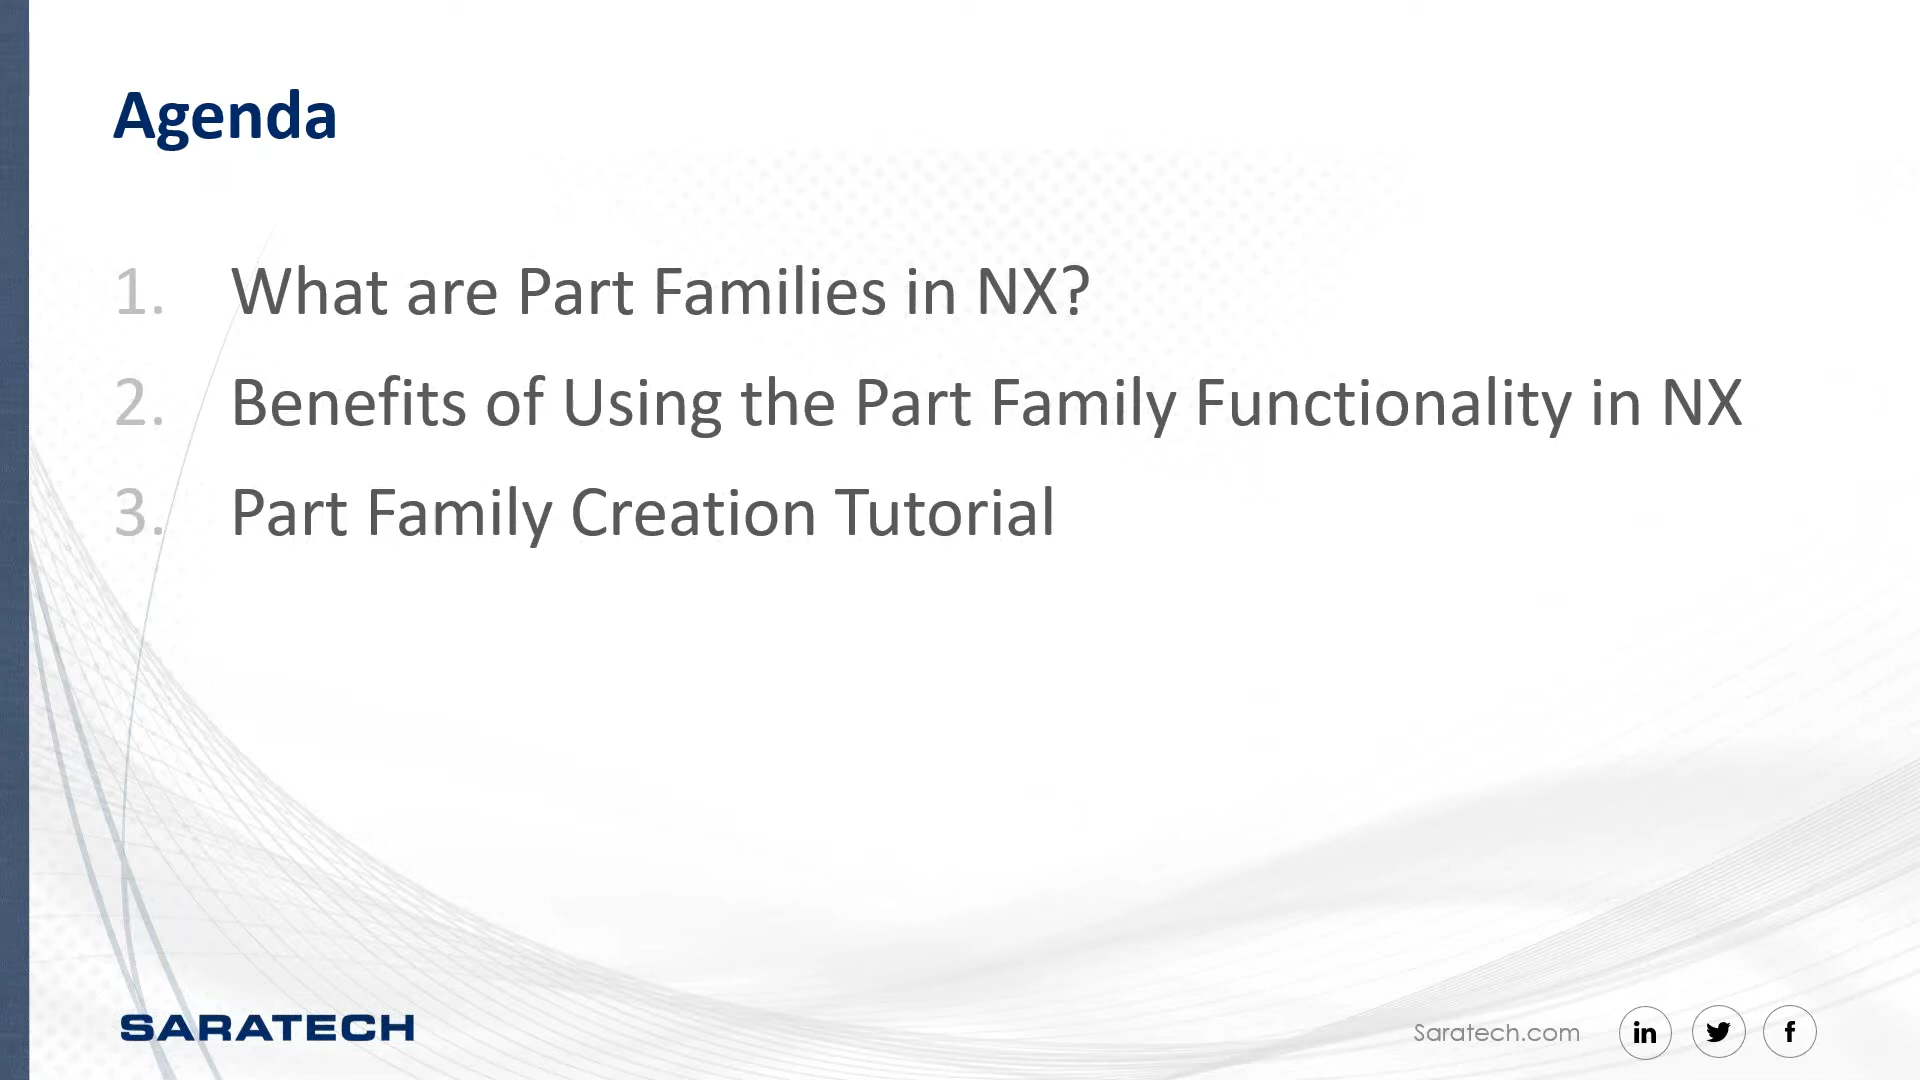 Agenda
1. What are Part Families in NX?
2. Benefits of Using the Part Family Functionality in NX
3. Part Family Creation Tutorial
SARATECH
Saratech.com
in
f